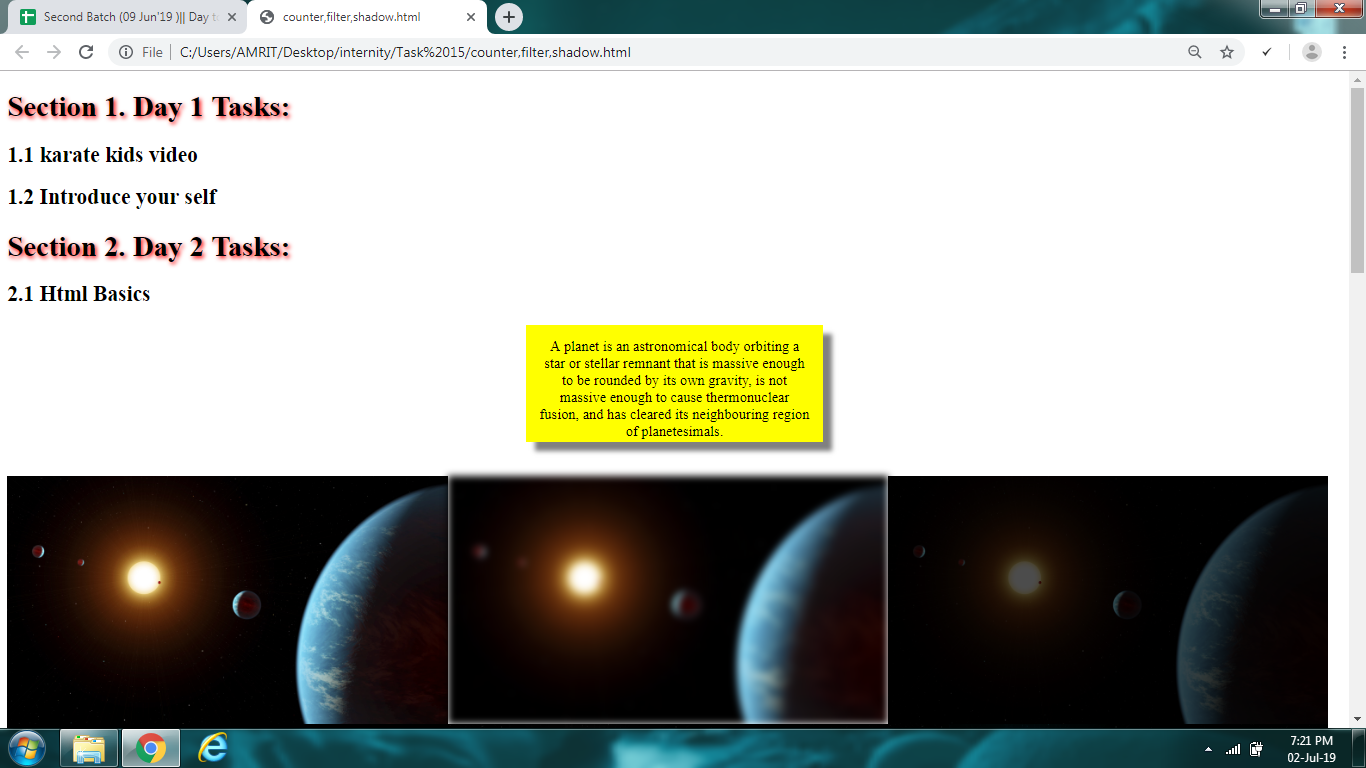 Second Batch (09 Jun'19 )|| Day t
counter,filter,shadow.html
File
C:/Users/AMRIT/Desktop/internity/Task%2015/counter,filter,shadow.html
Section 1. Day 1 Tasks:
1.1 karate kids video
1.2 Introduce your self
Section 2. Day 2 Tasks:
2.1 Html Basics
A planet is an astronomical body orbiting a
star or stellar remnant that is massive enough
to be rounded by its own gravity, is not
massive enough to cause thermonuclear
fusion, and has cleared its neighbouring region
of planetesimals.
7:21 PM
02-Jul-19